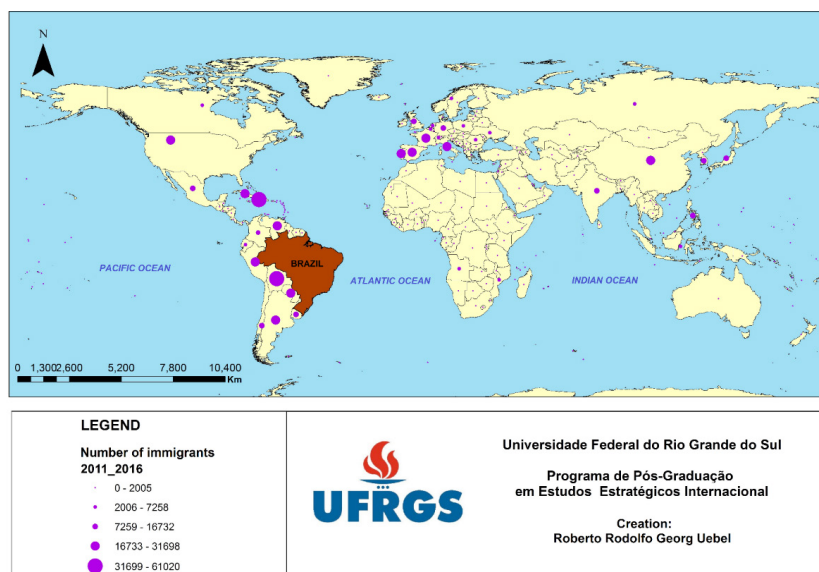 N
BRAZIL
PACIFIC OCEAN
ATLANTIC OCEAN
INDIAN OCEAN
0 1,300 2,600 5,200 7,800 10,400
Km
LEGEND
Number of immigrants
2011_2016
0 - 2005
2006 - 7258
7259 - 16732
16733 - 31698
31699 - 61020
UFRGS
Universidade Federal do Rio Grande do Sul
Programa de Pós-Graduação
em Estudos Estratégicos Internacional
Creation:
Roberto Rodolfo Georg Uebel